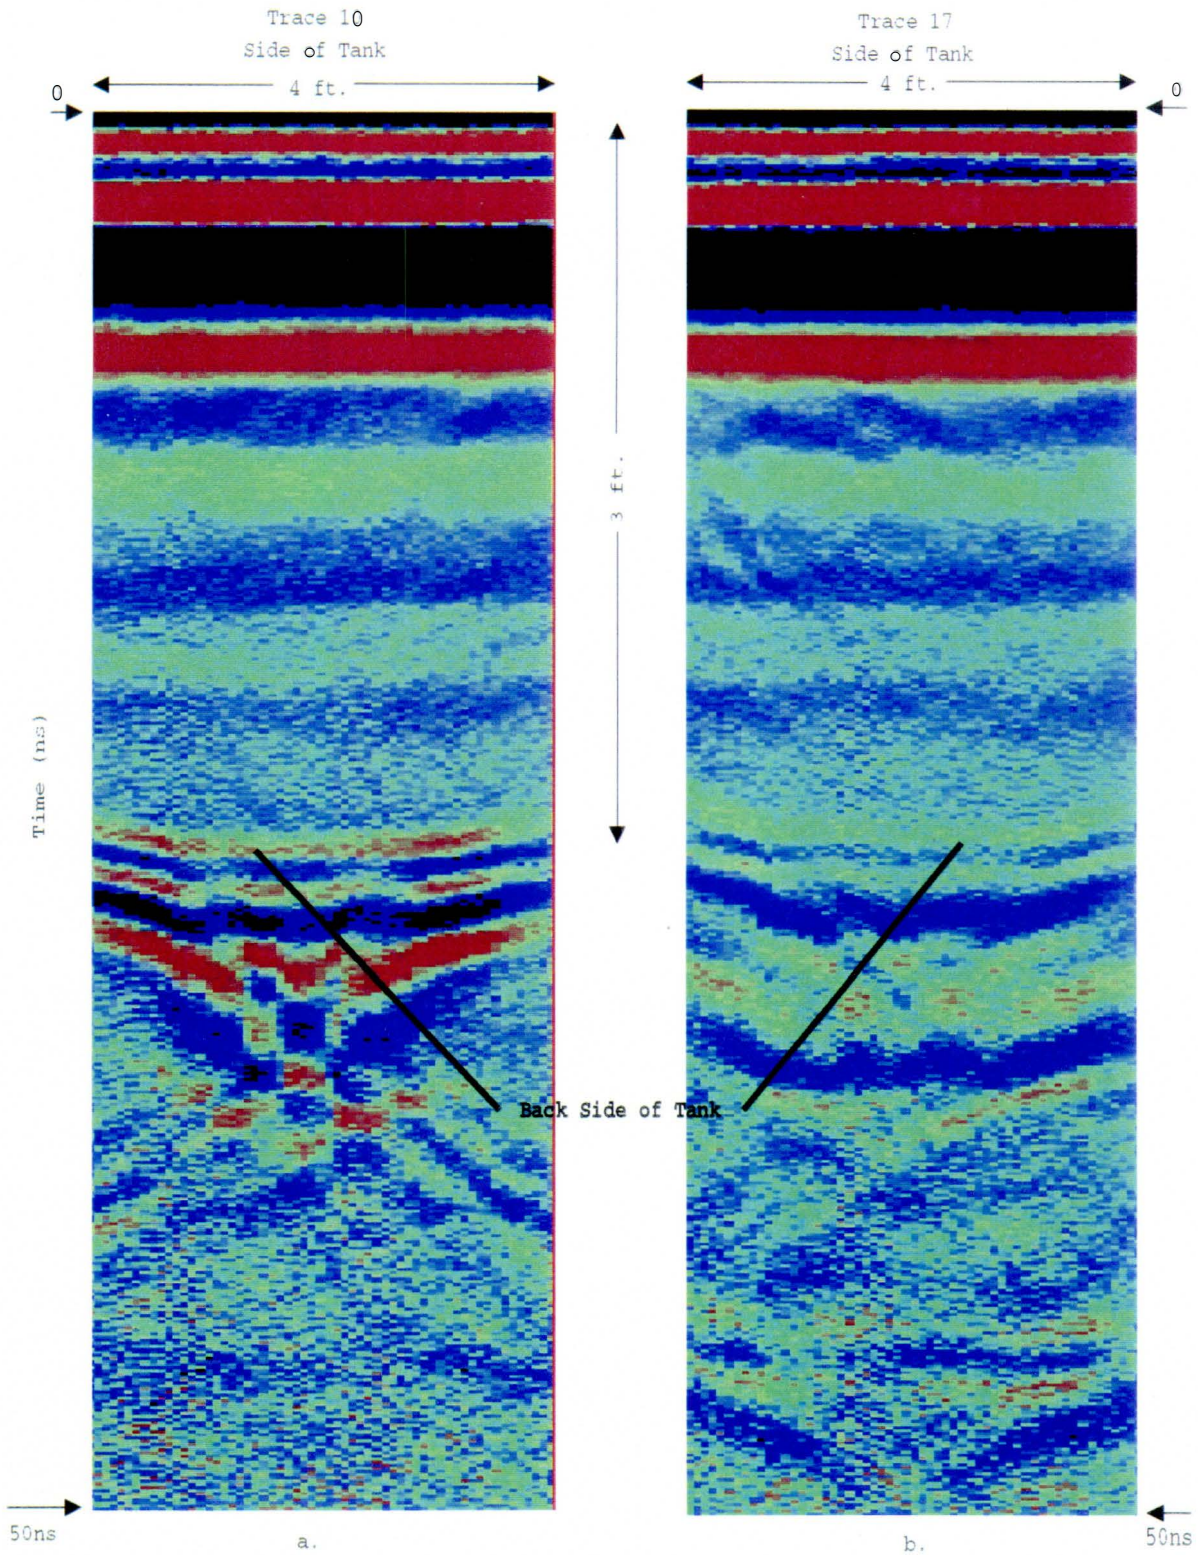 Trace 10
Side of Tank
4 ft.
0
Trace 17
Side of Tank
4 ft.
0
3 ft.
Time (ns)
Back Side of Tank
50ns
a.
b.
50ns